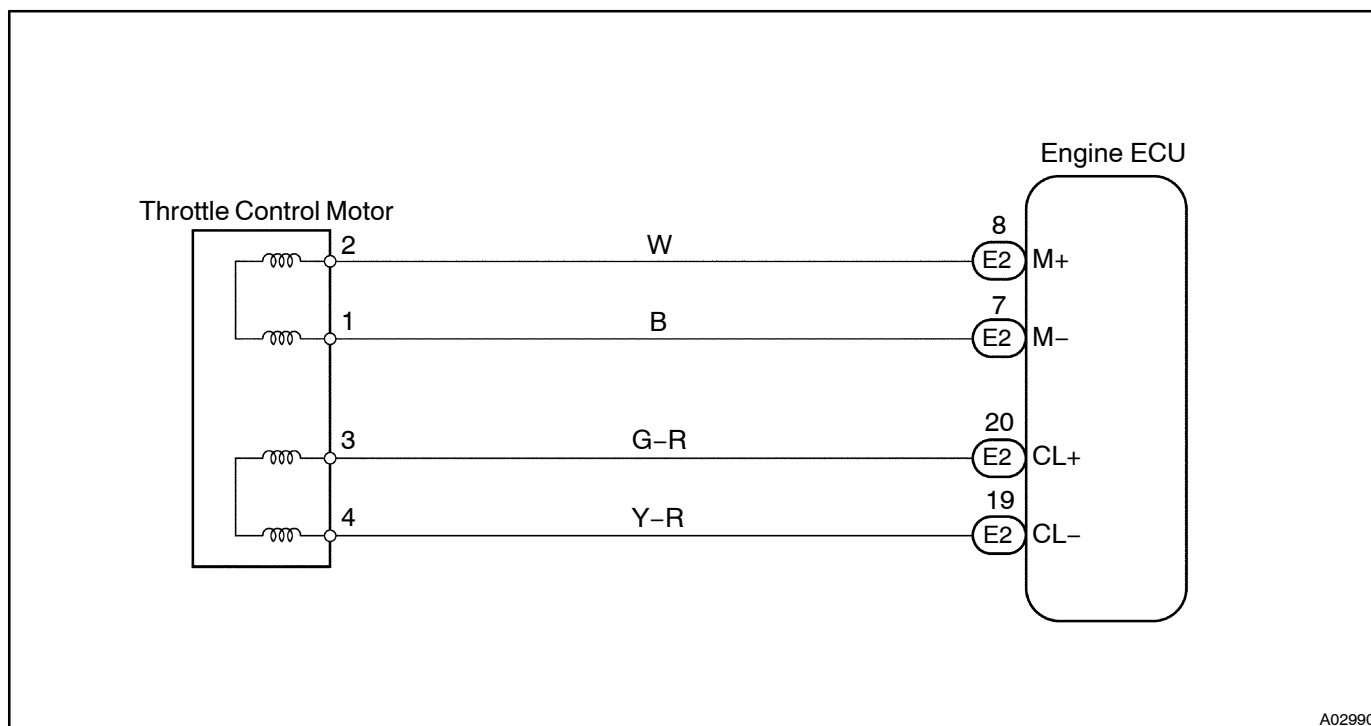 Engine ECU
Throttle Control Motor
2 W 8 E2 M+
1 B 7 E2 M−
3 G−R 20 E2 CL+
4 Y−R 19 E2 CL−
A02990